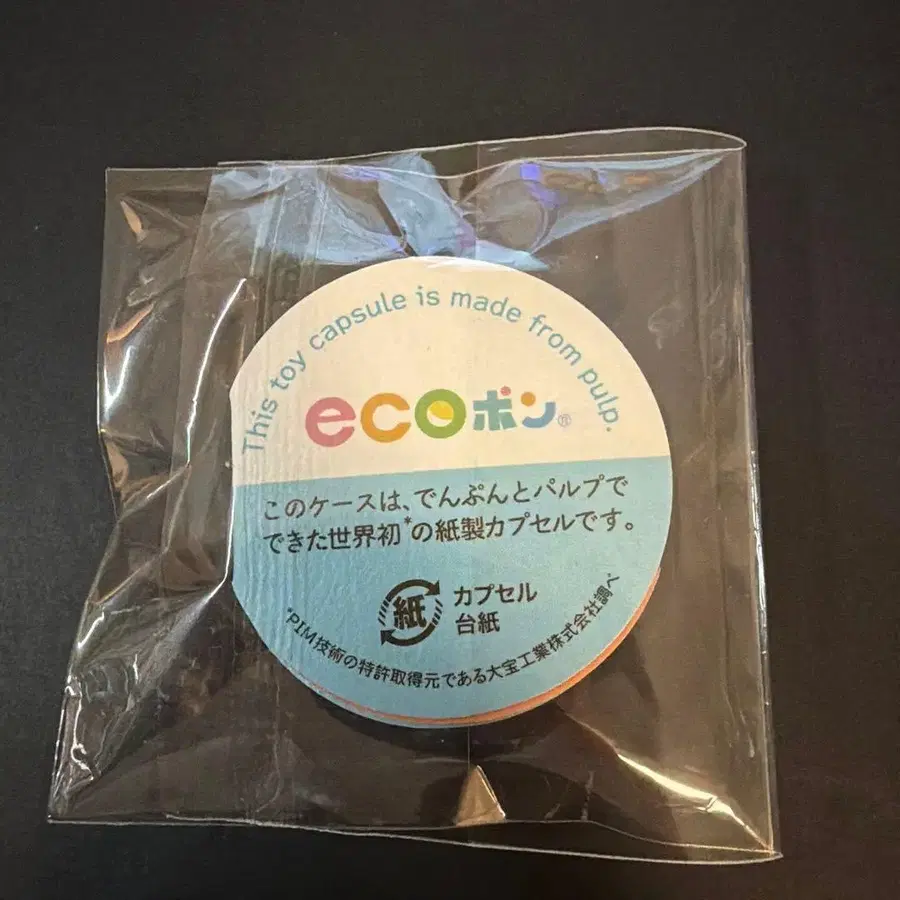 This toy capsule is made from pulp.
ecoポン®
このケースは、でんぷんとパルプで
できた世界初*の紙製カプセルです。
紙
カプセル
台紙
*PIM技術の特許取得元である大宝工業株式会社調べ